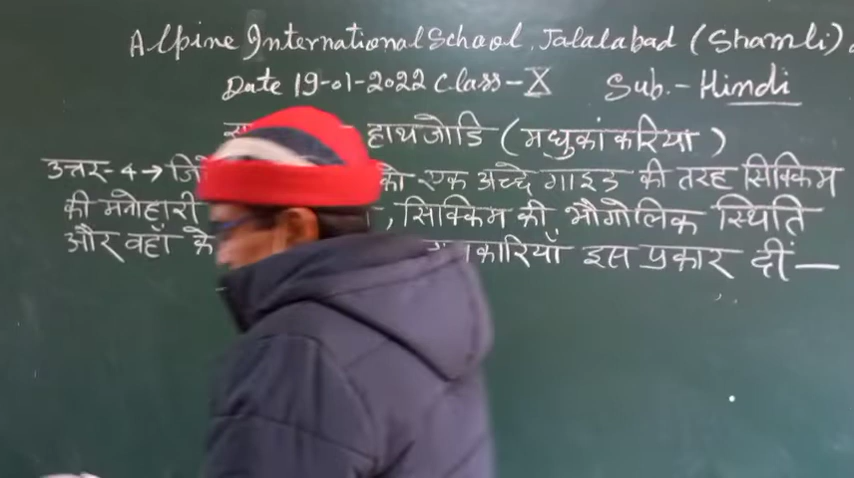 Alpine International School, Jalalabad (Shamli).
Date 19-01-2022 Class-X Sub.- Hindi
हाथ जोडि (मधुकांकरिया)
उत्तर-4→ को एक अच्छे गाइड की तरह सिक्किम
की मनोहारी , सिक्किम की भौगोलिक स्थिति
और वहाँ के कारियाँ इस प्रकार दीं—